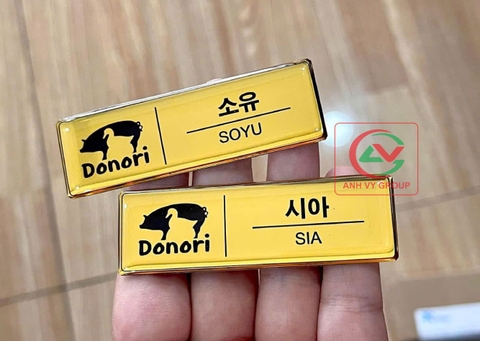 Donori
소유
SOYU
Donori
시아
SIA
ANH VY GROUP